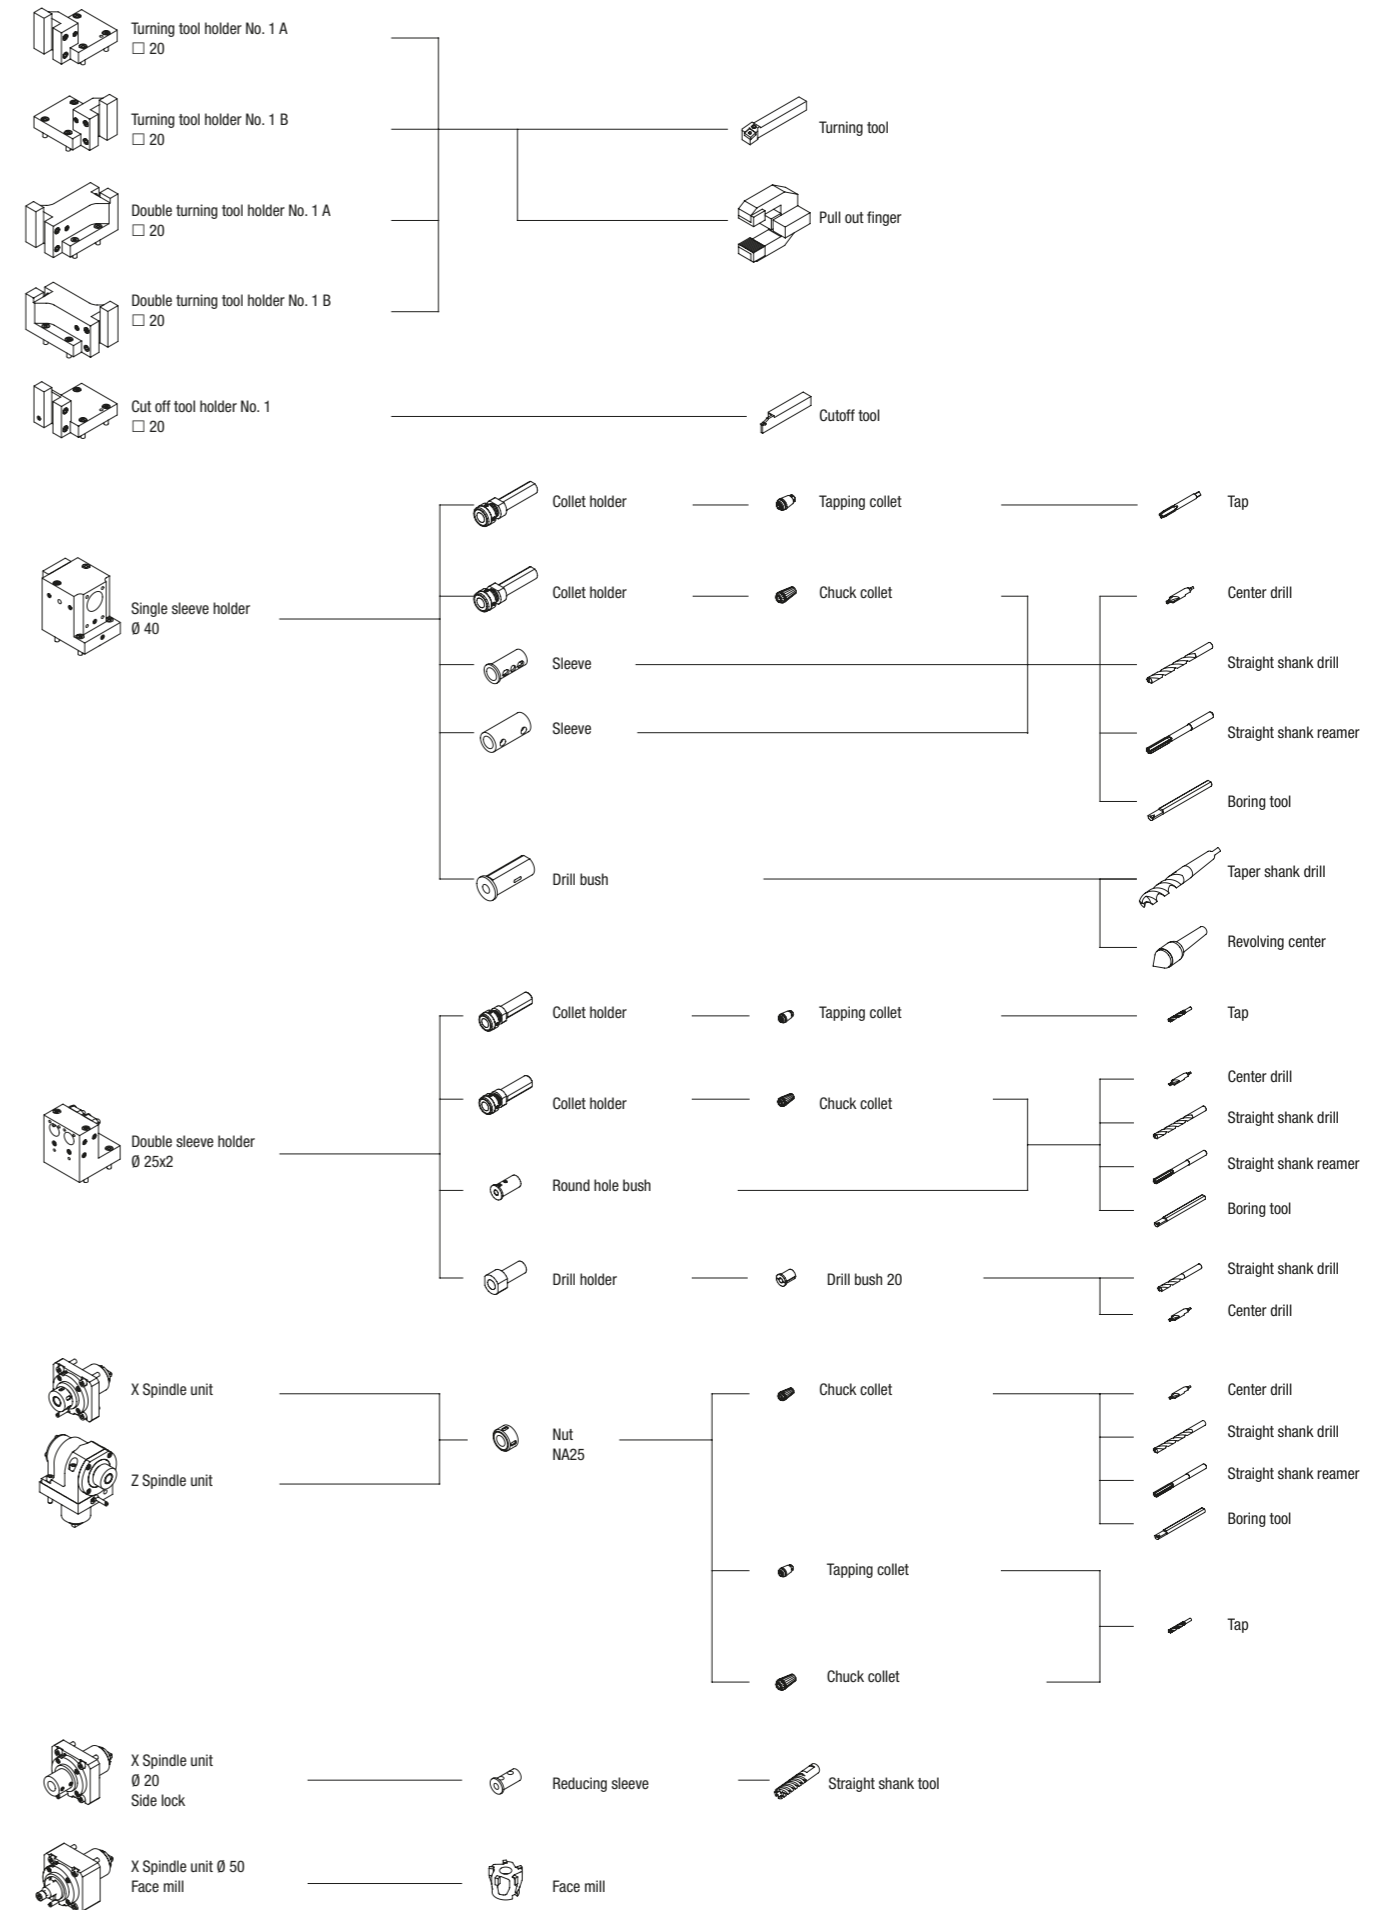 Turning tool holder No. 1 A
□ 20
Turning tool holder No. 1 B
□ 20
Turning tool
Double turning tool holder No. 1 A
□ 20
Pull out finger
Double turning tool holder No. 1 B
□ 20
Cut off tool holder No. 1
□ 20
Cutoff tool
Collet holder
Tapping collet
Tap
Single sleeve holder
Ø 40
Collet holder
Chuck collet
Center drill
Sleeve
Straight shank drill
Sleeve
Straight shank reamer
Boring tool
Drill bush
Taper shank drill
Revolving center
Collet holder
Tapping collet
Tap
Double sleeve holder
Ø 25x2
Collet holder
Chuck collet
Center drill
Straight shank drill
Straight shank reamer
Round hole bush
Boring tool
Drill holder
Drill bush 20
Straight shank drill
Center drill
X Spindle unit
Z Spindle unit
Nut
NA25
Chuck collet
Center drill
Straight shank drill
Straight shank reamer
Boring tool
Tapping collet
Tap
Chuck collet
X Spindle unit
Ø 20
Side lock
Reducing sleeve
Straight shank tool
X Spindle unit Ø 50
Face mill
Face mill